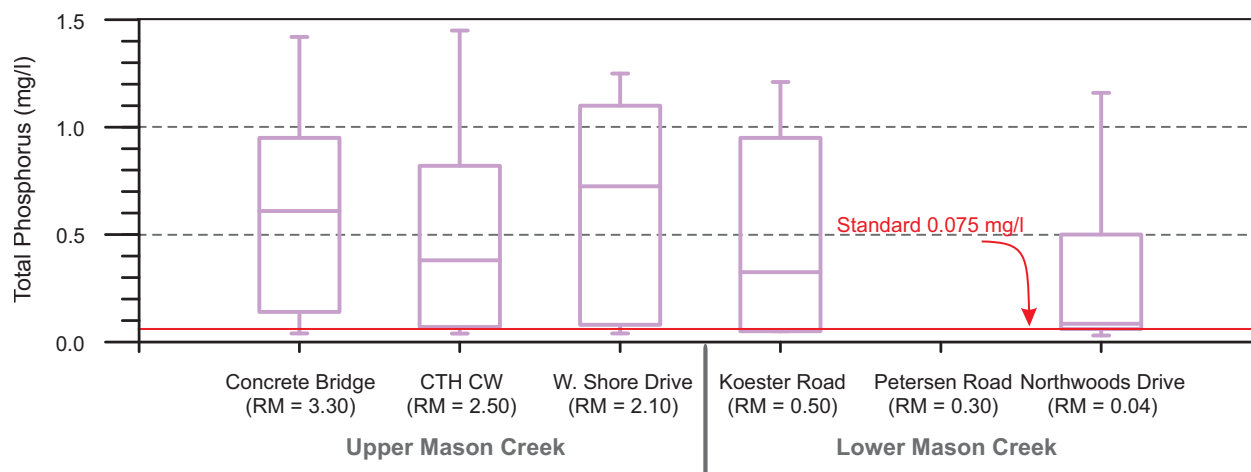 Total Phosphorus (mg/l)
1.5
1.0
0.5
0.0
Standard 0.075 mg/l
Concrete Bridge
(RM = 3.30)
CTH CW
(RM = 2.50)
W. Shore Drive
(RM = 2.10)
Koester Road
(RM = 0.50)
Petersen Road
(RM = 0.30)
Northwoods Drive
(RM = 0.04)
Upper Mason Creek
Lower Mason Creek